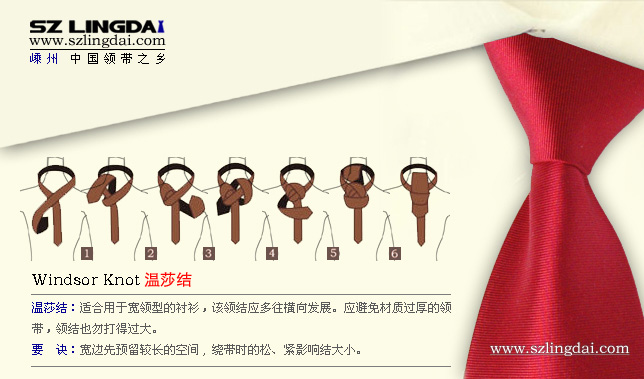 SZ LINGDAI
www.szlingdai.com
嵊州 中国领带之乡
1 2 3 4 5 6
Windsor Knot 温莎结
温莎结：适合用于宽领型的衬衫，该领结应多往横向发展。应避免材质过厚的领
带，领结也勿打得过大。
要 诀：宽边先预留较长的空间，绕带时的松、紧影响结大小。
www.szlingdai.com